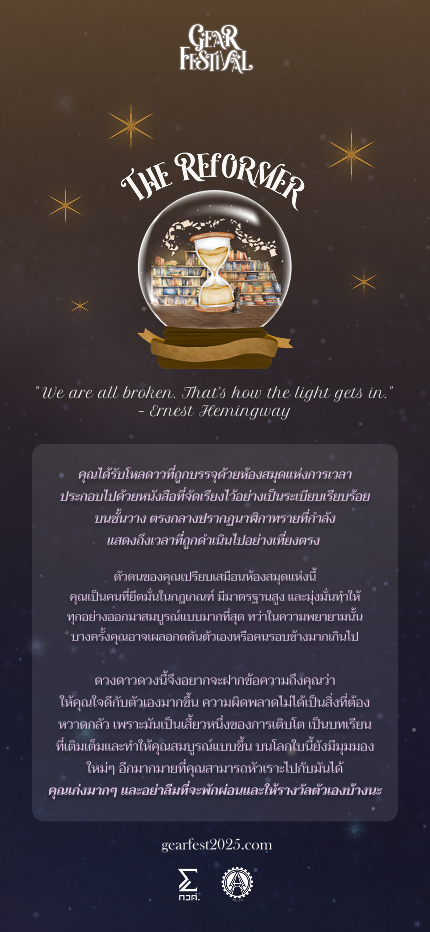 GEAR
FESTIVAL
THE REFORMER
"We are all broken. That's how the light gets in."
- Ernest Hemingway
คุณได้รับโหลดาวที่ถูกบรรจุด้วยห้องสมุดแห่งกาลเวลา
ประกอบไปด้วยหนังสือที่จัดเรียงไว้อย่างเป็นระเบียบเรียบร้อย
บนชั้นวาง ตรงกลางปรากฏนาฬิกาทรายที่กำลัง
แสดงถึงเวลาที่ถูกดำเนินไปอย่างเที่ยงตรง
ตัวตนของคุณเปรียบเสมือนห้องสมุดแห่งนี้
คุณเป็นคนที่ยึดมั่นในกฎเกณฑ์ มีมาตรฐานสูง และมุ่งมั่นทำให้
ทุกอย่างออกมาสมบูรณ์แบบมากที่สุด ทว่าในความพยายามนั้น
บางครั้งคุณอาจเผลอกดดันตัวเองหรือคนรอบข้างมากเกินไป
ดวงดาวดวงนี้จึงอยากจะฝากข้อความถึงคุณว่า
ให้คุณใจดีกับตัวเองมากขึ้น ความผิดพลาดไม่ได้เป็นสิ่งที่ต้อง
หวาดกลัว เพราะมันเป็นเสี้ยวหนึ่งของการเติบโต เป็นบทเรียน
ที่เติมเต็มและทำให้คุณสมบูรณ์แบบขึ้น บนโลกใบนี้ยังมีมุมมอง
ใหม่ๆ อีกมากมายที่คุณสามารถหัวเราะไปกับมันได้
คุณเก่งมากๆ และอย่าลืมที่จะพักผ่อนและให้รางวัลตัวเองบ้างนะ
gearfest2025.com
กวศ.